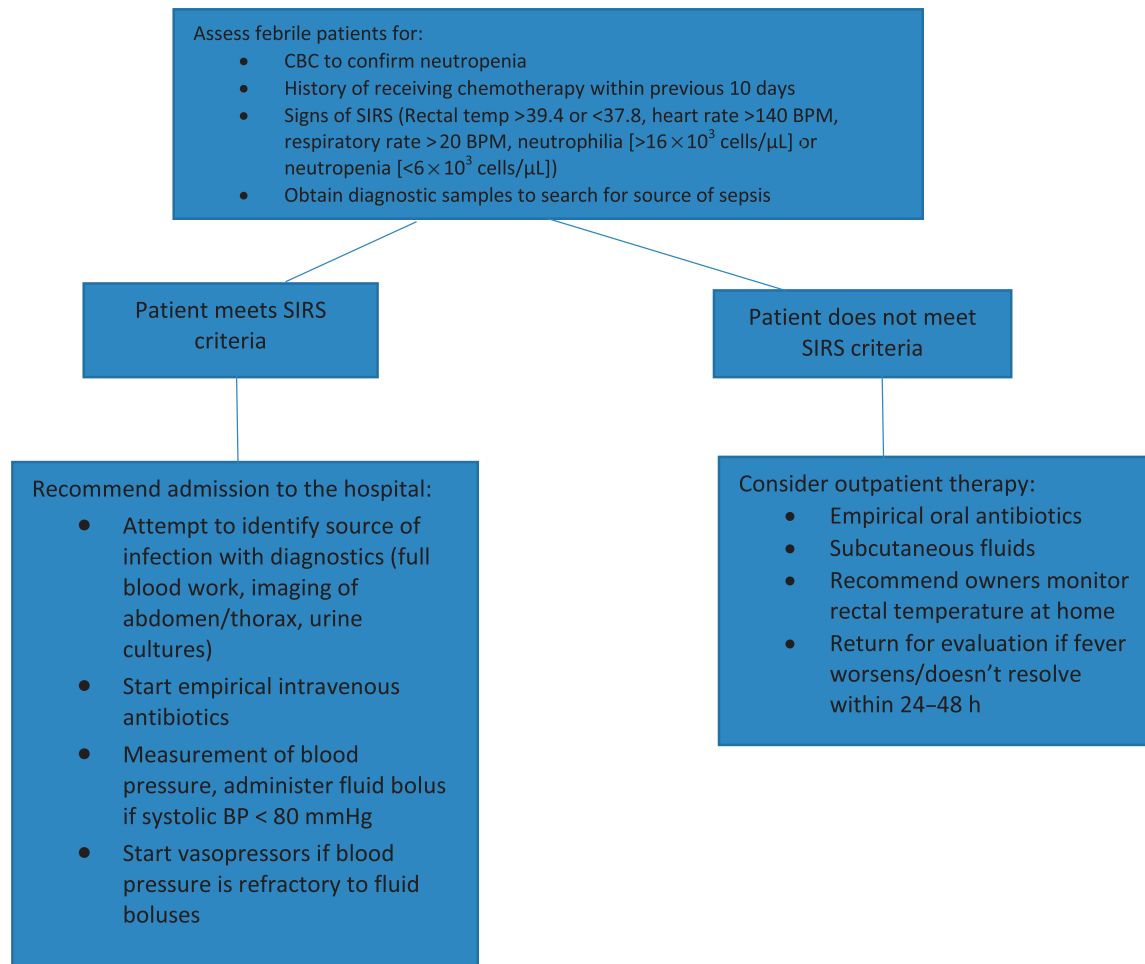 Assess febrile patients for:
• CBC to confirm neutropenia
• History of receiving chemotherapy within previous 10 days
• Signs of SIRS (Rectal temp >39.4 or <37.8, heart rate >140 BPM,
respiratory rate >20 BPM, neutrophilia [>16 × 10³ cells/µL] or
neutropenia [<6 × 10³ cells/µL])
• Obtain diagnostic samples to search for source of sepsis
Patient meets SIRS
criteria
Patient does not meet
SIRS criteria
Recommend admission to the hospital:
• Attempt to identify source of
infection with diagnostics (full
blood work, imaging of
abdomen/thorax, urine
cultures)
• Start empirical intravenous
antibiotics
• Measurement of blood
pressure, administer fluid bolus
if systolic BP < 80 mmHg
• Start vasopressors if blood
pressure is refractory to fluid
boluses
Consider outpatient therapy:
• Empirical oral antibiotics
• Subcutaneous fluids
• Recommend owners monitor
rectal temperature at home
• Return for evaluation if fever
worsens/doesn’t resolve
within 24–48 h